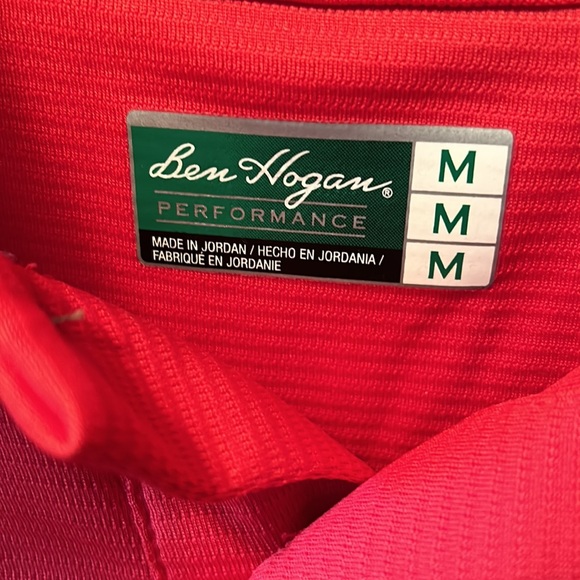 Ben Hogan®
PERFORMANCE
MADE IN JORDAN / HECHO EN JORDANIA /
FABRIQUÉ EN JORDANIE
M
M
M